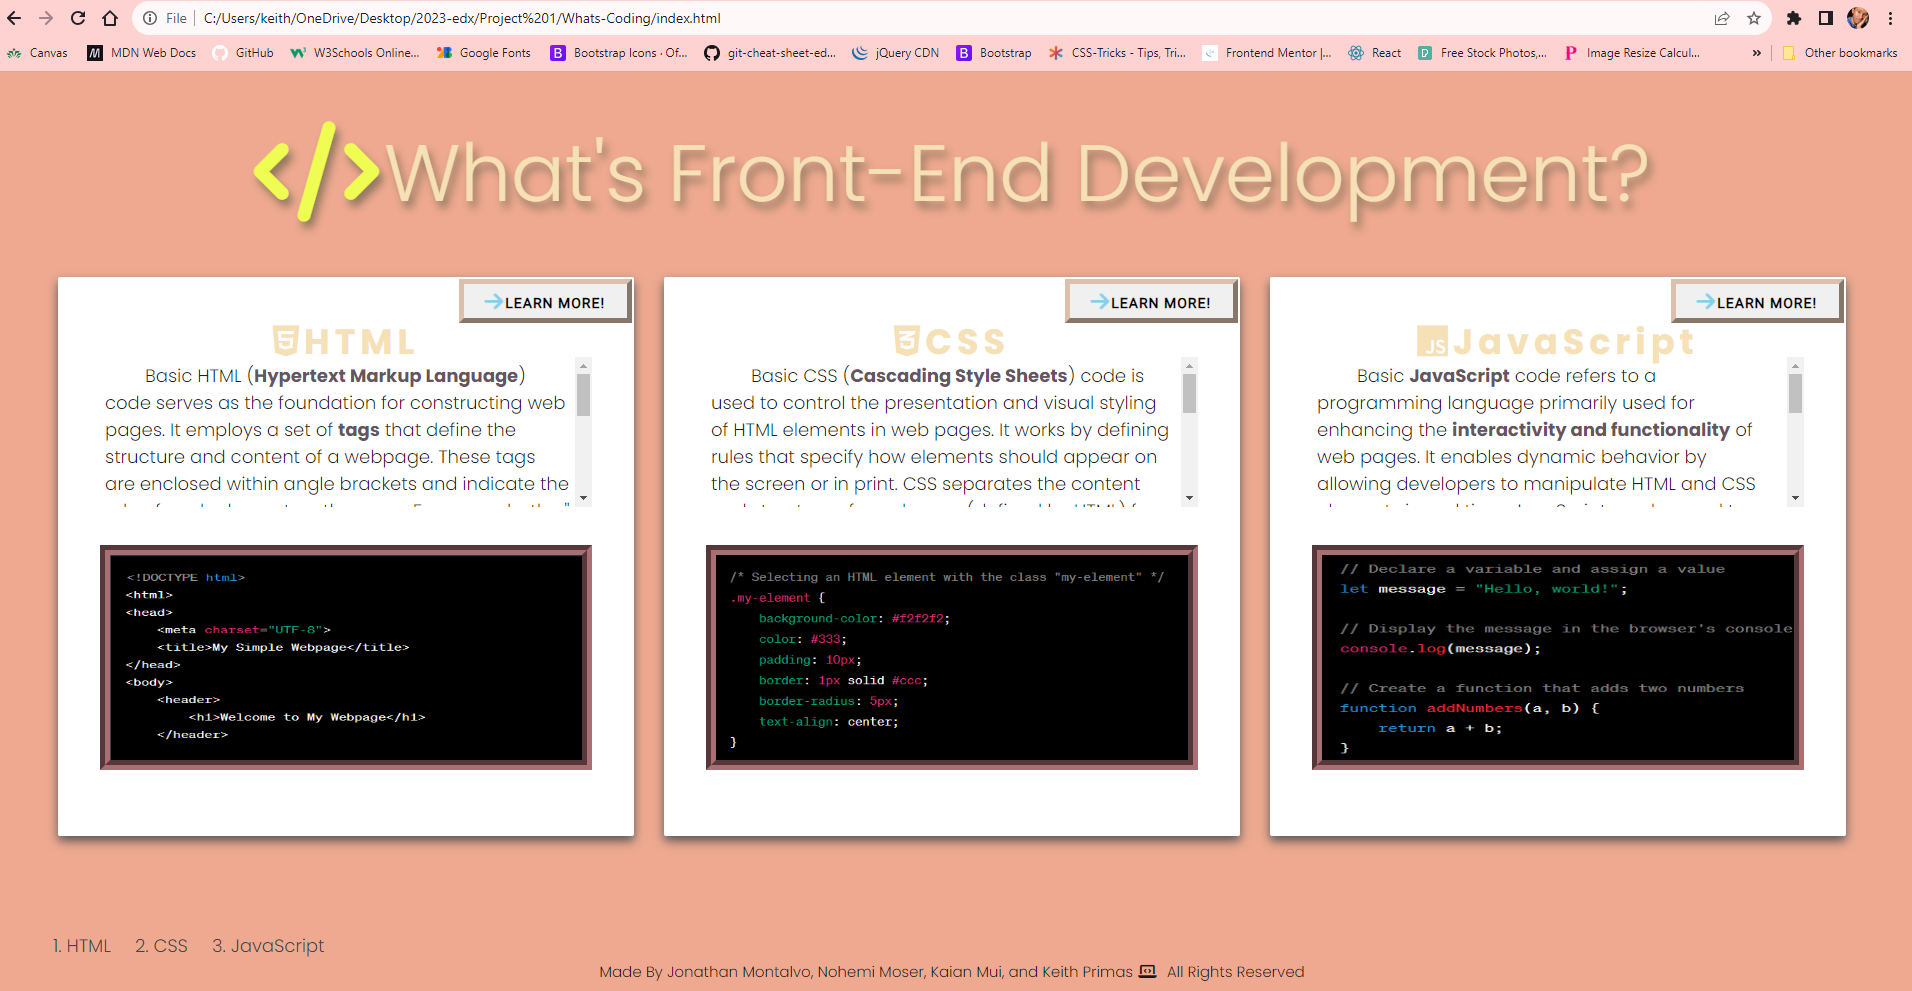 File C:/Users/keith/OneDrive/Desktop/2023-edx/Project%201/Whats-Coding/index.html
Canvas MDN Web Docs GitHub W3Schools Online... Google Fonts Bootstrap Icons · Of... git-cheat-sheet-ed... jQuery CDN Bootstrap CSS-Tricks - Tips, Tri... Frontend Mentor |... React Free Stock Photos,... Image Resize Calcul... » Other bookmarks
</>What's Front-End Development?
LEARN MORE!
HTML
Basic HTML (Hypertext Markup Language)
code serves as the foundation for constructing web
pages. It employs a set of tags that define the
structure and content of a webpage. These tags
are enclosed within angle brackets and indicate the
<!DOCTYPE html>
<html>
<head>
<meta charset="UTF-8">
<title>My Simple Webpage</title>
</head>
<body>
<header>
<h1>Welcome to My Webpage</h1>
</header>
LEARN MORE!
CSS
Basic CSS (Cascading Style Sheets) code is
used to control the presentation and visual styling
of HTML elements in web pages. It works by defining
rules that specify how elements should appear on
the screen or in print. CSS separates the content
/* Selecting an HTML element with the class "my-element" */
.my-element {
background-color: #f2f2f2;
color: #333;
padding: 10px;
border: 1px solid #ccc;
border-radius: 5px;
text-align: center;
}
LEARN MORE!
JS JavaScript
Basic JavaScript code refers to a
programming language primarily used for
enhancing the interactivity and functionality of
web pages. It enables dynamic behavior by
allowing developers to manipulate HTML and CSS
// Declare a variable and assign a value
let message = "Hello, world!";
// Display the message in the browser's console
console.log(message);
// Create a function that adds two numbers
function addNumbers(a, b) {
return a + b;
}
1. HTML 2. CSS 3. JavaScript
Made By Jonathan Montalvo, Nohemi Moser, Kaian Mui, and Keith Primas All Rights Reserved